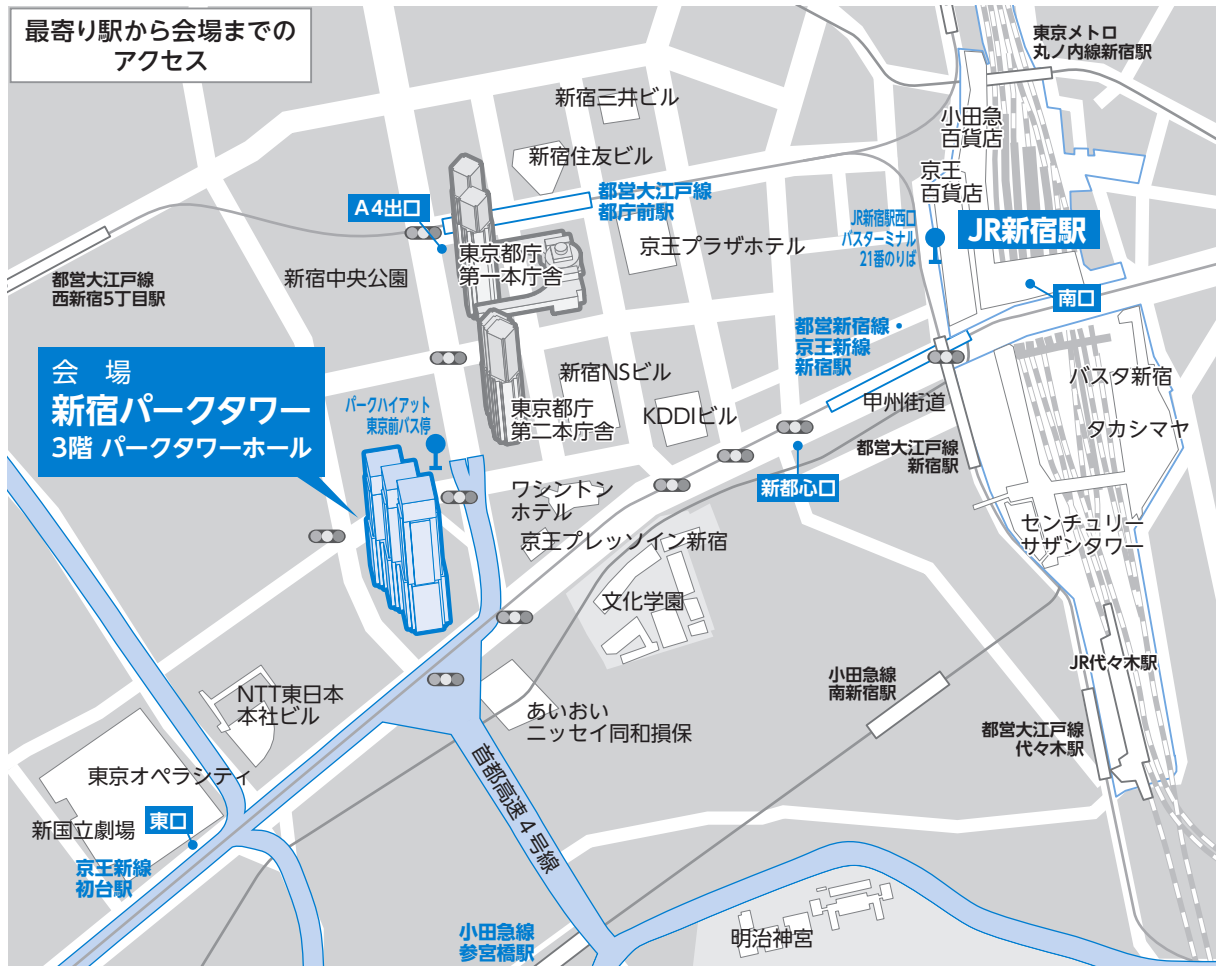 最寄り駅から会場までの
アクセス
東京メトロ
丸ノ内線新宿駅
新宿三井ビル
小田急
百貨店
新宿住友ビル
京王
百貨店
都営大江戸線
都庁前駅
A4出口
JR新宿駅西口
バスターミナル
21番のりば
JR新宿駅
京王プラザホテル
東京都庁
第一本庁舎
新宿中央公園
都営大江戸線
西新宿5丁目駅
南口
都営新宿線・
京王新線
新宿駅
会 場
新宿パークタワー
3階 パークタワーホール
新宿NSビル
バスタ新宿
パークハイアット
東京前バス停
東京都庁
第二本庁舎
KDDIビル
甲州街道
タカシマヤ
都営大江戸線
新宿駅
新都心口
ワシントン
ホテル
京王プレッソイン新宿
センチュリー
サザンタワー
文化学園
JR代々木駅
小田急線
南新宿駅
NTT東日本
本社ビル
あいおい
ニッセイ同和損保
都営大江戸線
代々木駅
首都高速4号線
東京オペラシティ
新国立劇場
東口
京王新線
初台駅
小田急線
参宮橋駅
明治神宮